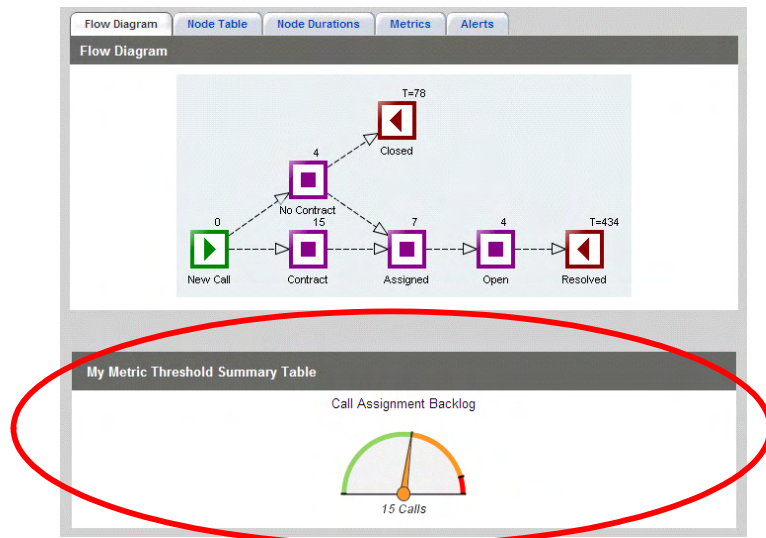 Flow Diagram Node Table Node Durations Metrics Alerts
Flow Diagram
T=78
Closed
4
No Contract
0 15 7 4 T=434
New Call Contract Assigned Open Resolved
My Metric Threshold Summary Table
Call Assignment Backlog
15 Calls